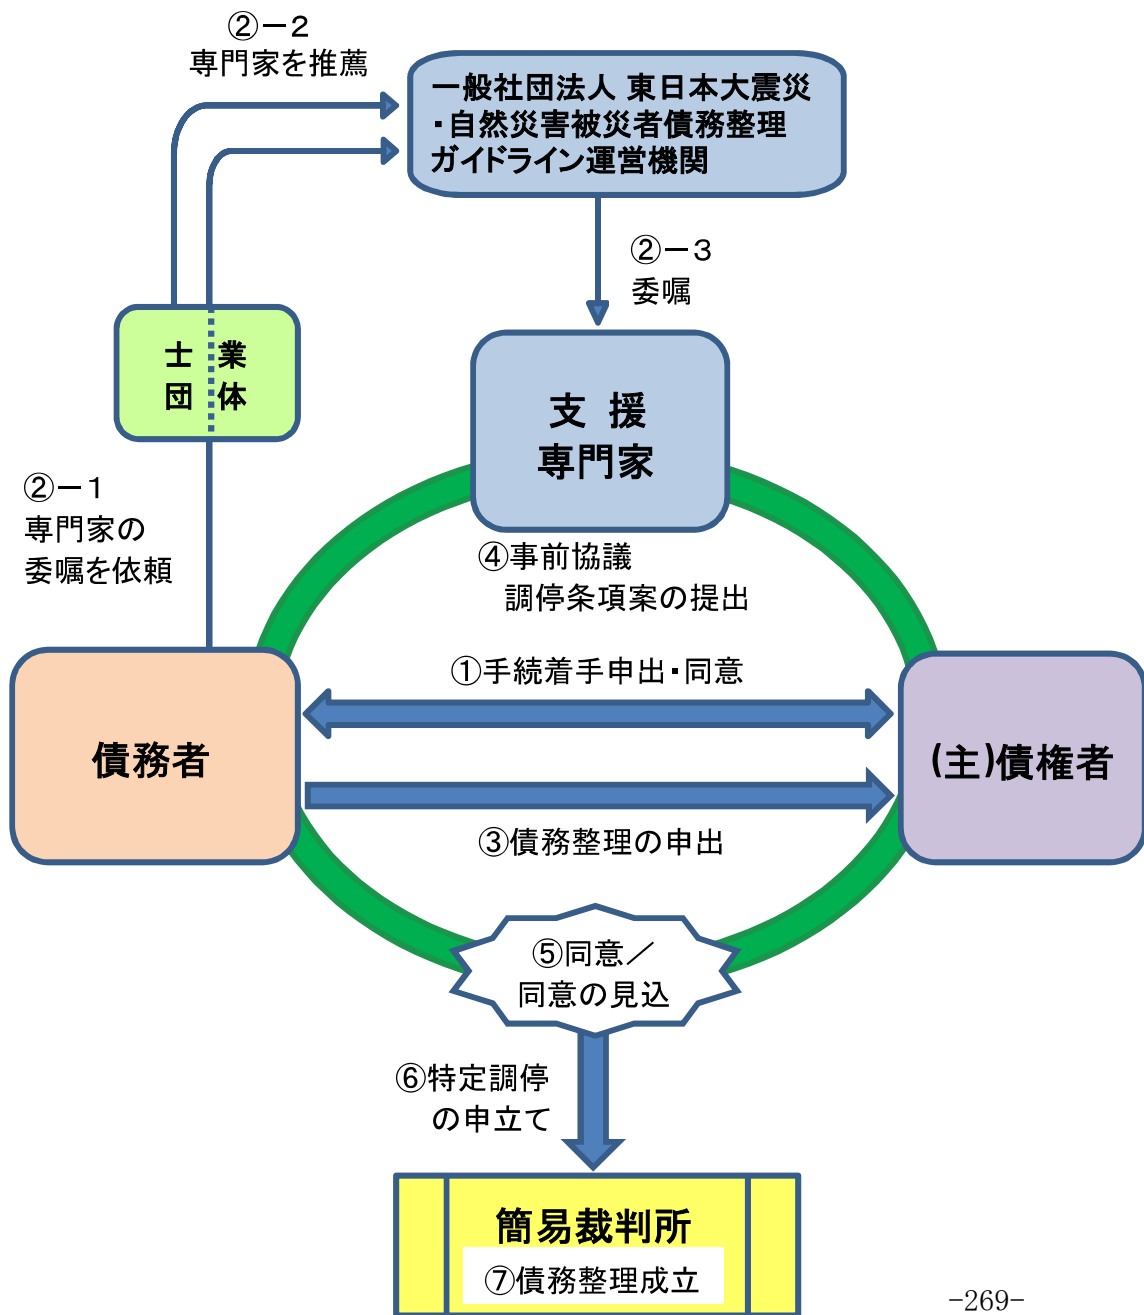 ②－２
専門家を推薦
一般社団法人 東日本大震災
・自然災害被災者債務整理
ガイドライン運営機関
②－３
委嘱
士 業
団 体
支 援
専門家
②－１
専門家の
委嘱を依頼
④事前協議
調停条項案の提出
①手続着手申出・同意
債務者
(主)債権者
③債務整理の申出
⑤同意／
同意の見込
⑥特定調停
の申立て
簡易裁判所
⑦債務整理成立
-269-